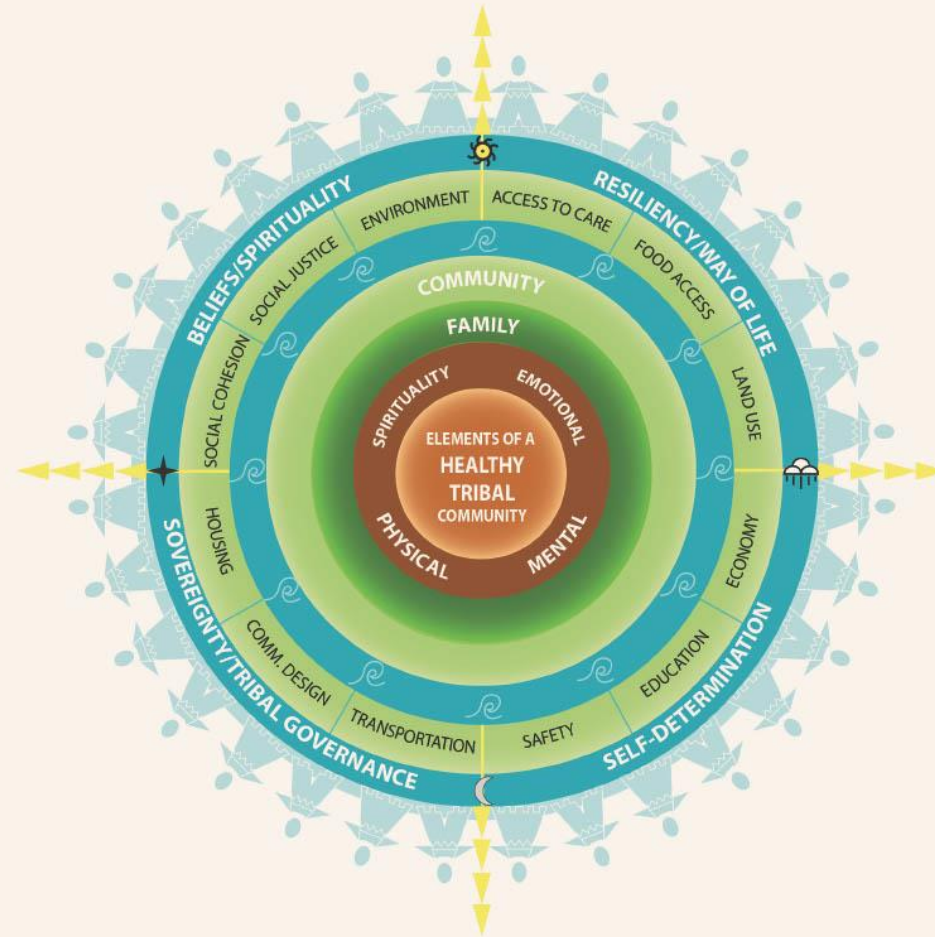 BELIEFS/SPIRITUALITY
RESILIENCY/WAY OF LIFE
SELF-DETERMINATION
SOVEREIGNTY/TRIBAL GOVERNANCE
ENVIRONMENT
ACCESS TO CARE
FOOD ACCESS
LAND USE
ECONOMY
EDUCATION
SAFETY
TRANSPORTATION
COMM. DESIGN
HOUSING
SOCIAL COHESION
SOCIAL JUSTICE
COMMUNITY
FAMILY
SPIRITUALITY
EMOTIONAL
MENTAL
PHYSICAL
ELEMENTS OF A
HEALTHY
TRIBAL
COMMUNITY